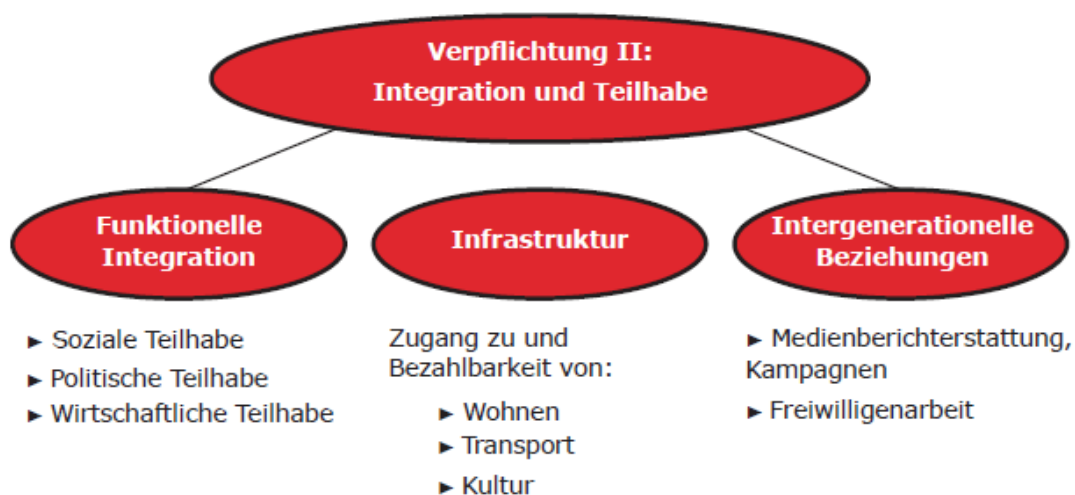 Verpflichtung II:
Integration und Teilhabe
Funktionelle
Integration
► Soziale Teilhabe
► Politische Teilhabe
► Wirtschaftliche Teilhabe
Infrastruktur
Zugang zu und
Bezahlbarkeit von:
► Wohnen
► Transport
► Kultur
Intergenerationelle
Beziehungen
► Medienberichterstattung,
Kampagnen
► Freiwilligenarbeit